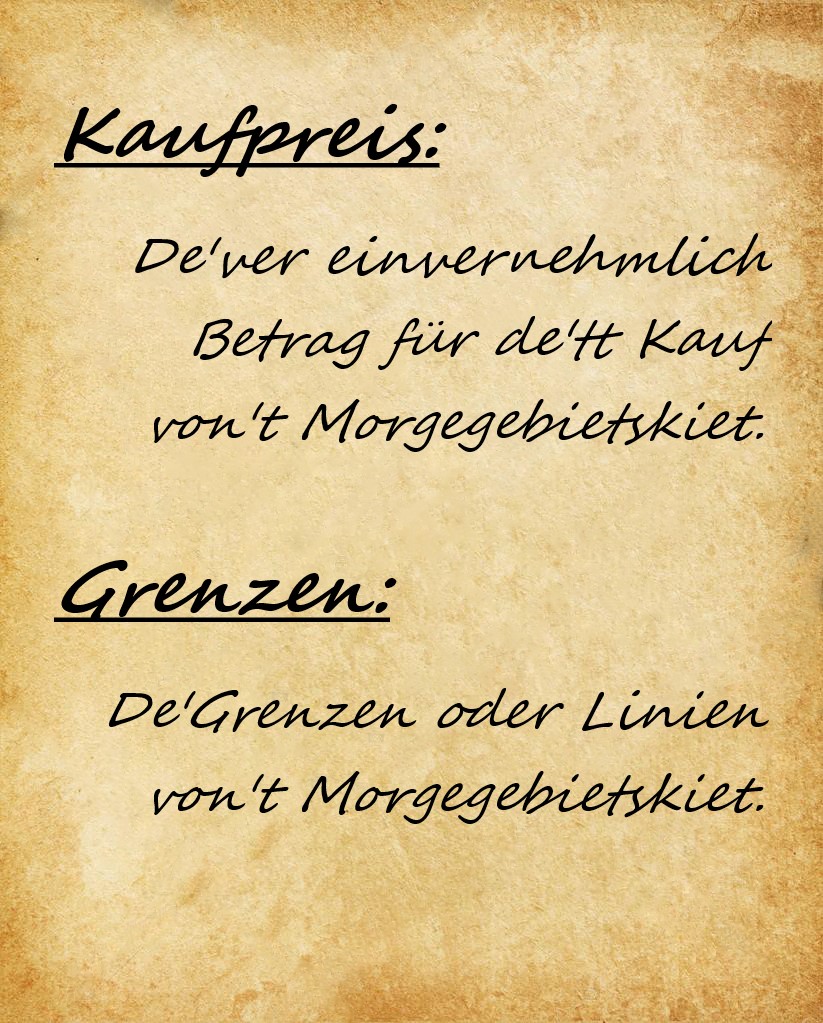 Kaufpreis:
De'ver einvernehmlich
Betrag für de'tt Kauf
von't Morgegebietskiet.
Grenzen:
De'Grenzen oder Linien
von't Morgegebietskiet.